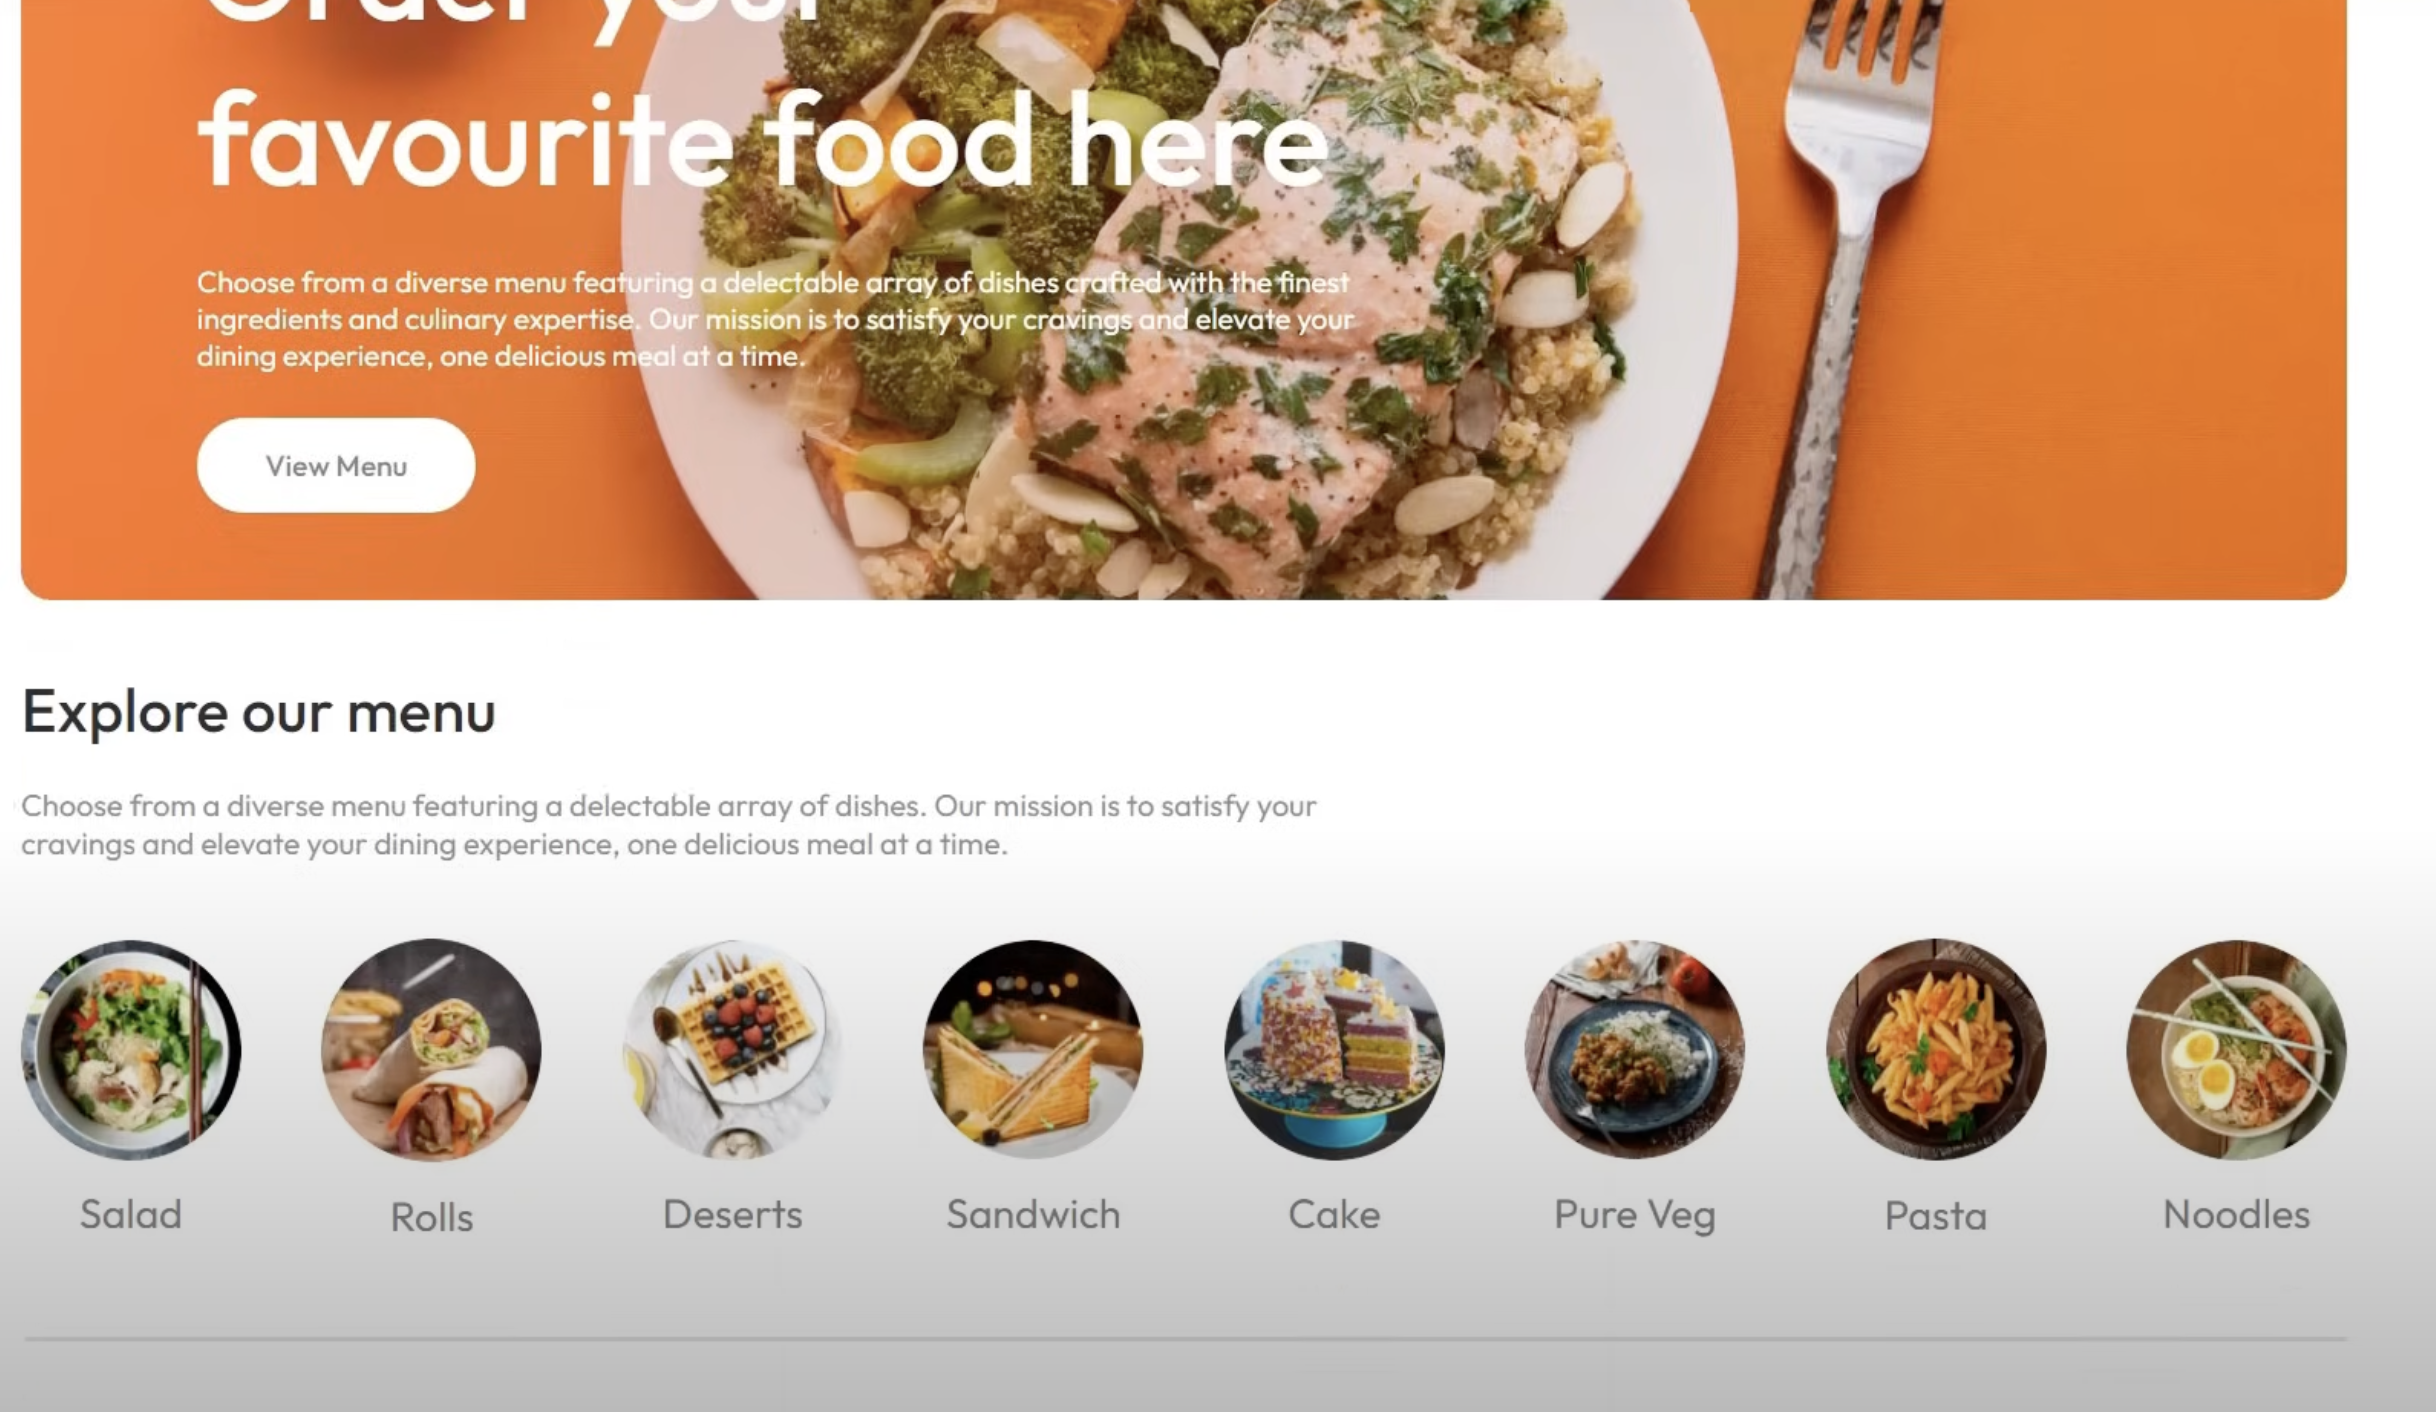 Order your
favourite food here
Choose from a diverse menu featuring a delectable array of dishes crafted with the finest
ingredients and culinary expertise. Our mission is to satisfy your cravings and elevate your
dining experience, one delicious meal at a time.
View Menu
Explore our menu
Choose from a diverse menu featuring a delectable array of dishes. Our mission is to satisfy your
cravings and elevate your dining experience, one delicious meal at a time.
Salad
Rolls
Deserts
Sandwich
Cake
Pure Veg
Pasta
Noodles